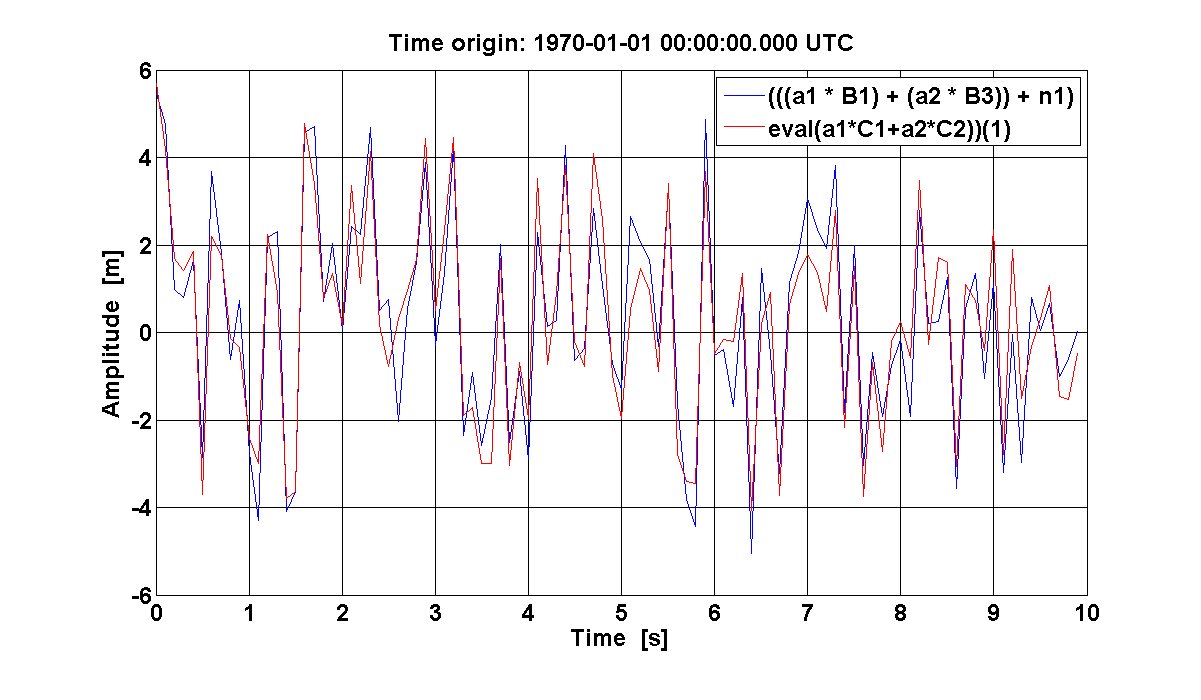 Time origin: 1970-01-01 00:00:00.000 UTC
(((a1 * B1) + (a2 * B3)) + n1)
eval(a1*C1+a2*C2))(1)
Amplitude [m]
6
4
2
0
-2
-4
-6
0 1 2 3 4 5 6 7 8 9 10
Time [s]